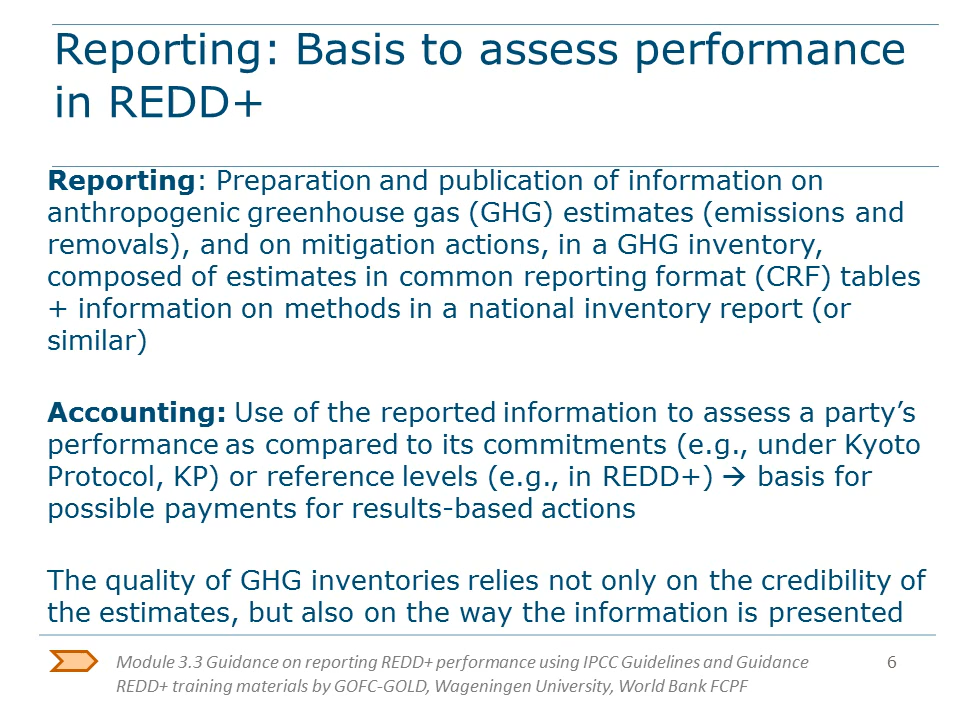 Reporting: Basis to assess performance
in REDD+
Reporting: Preparation and publication of information on
anthropogenic greenhouse gas (GHG) estimates (emissions and
removals), and on mitigation actions, in a GHG inventory,
composed of estimates in common reporting format (CRF) tables
+ information on methods in a national inventory report (or
similar)
Accounting: Use of the reported information to assess a party’s
performance as compared to its commitments (e.g., under Kyoto
Protocol, KP) or reference levels (e.g., in REDD+) → basis for
possible payments for results-based actions
The quality of GHG inventories relies not only on the credibility of
the estimates, but also on the way the information is presented
Module 3.3 Guidance on reporting REDD+ performance using IPCC Guidelines and Guidance
REDD+ training materials by GOFC-GOLD, Wageningen University, World Bank FCPF
6